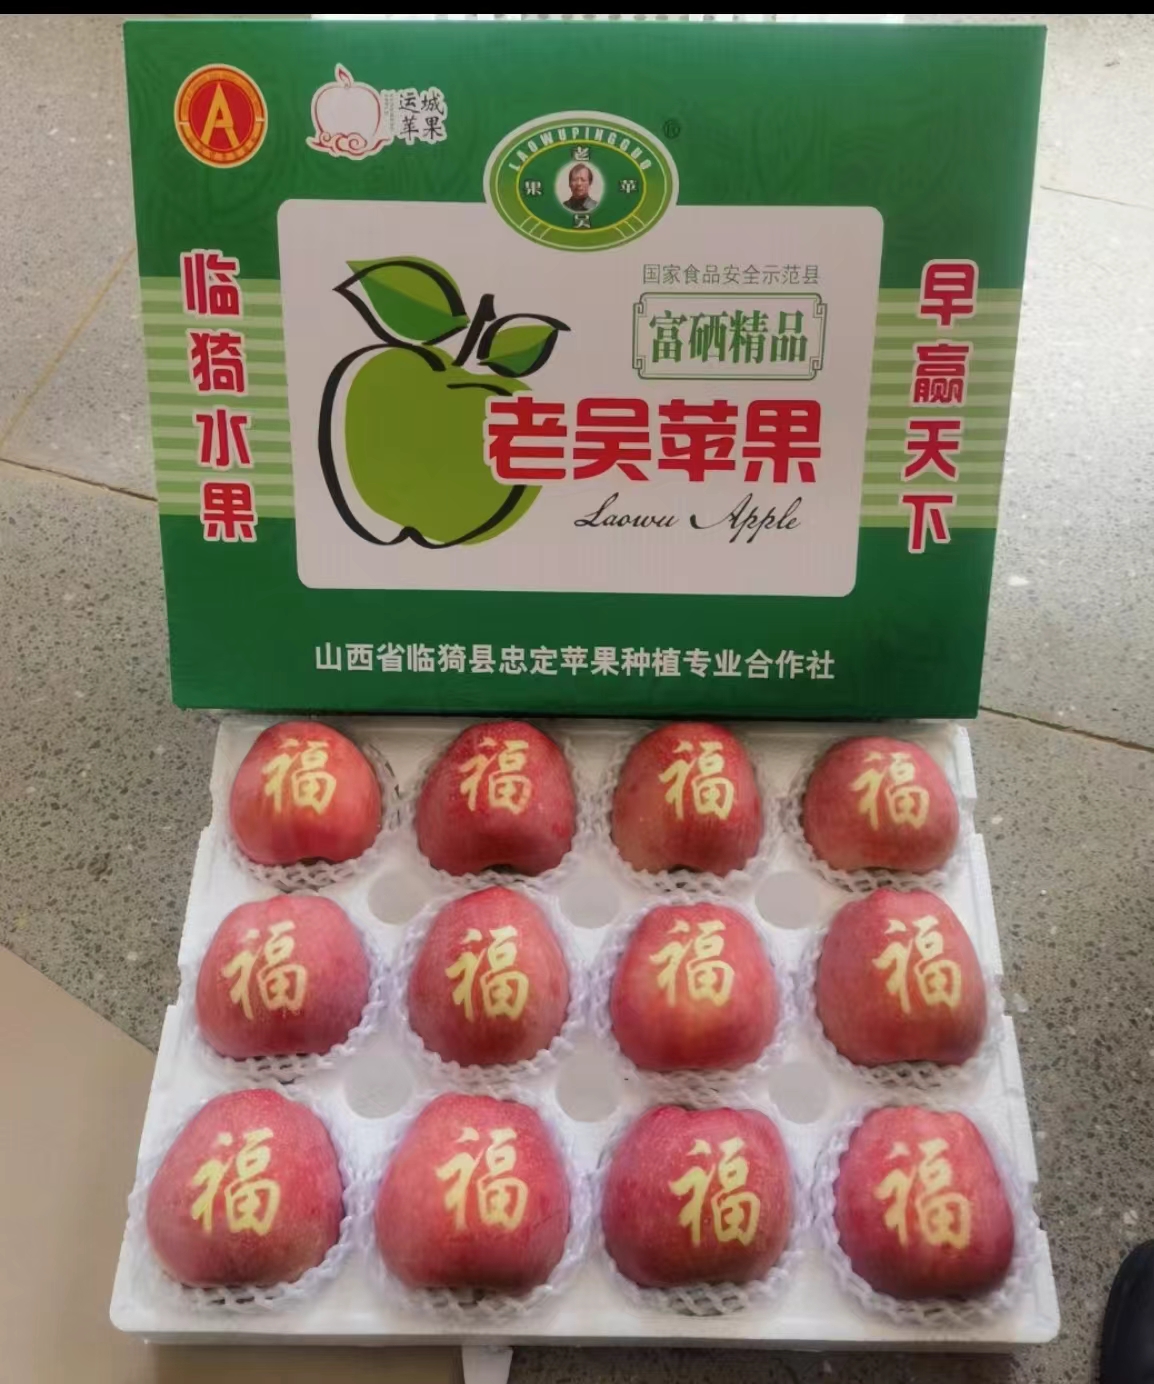 A
运城
苹果
LAOWUPINGGUO
®
老
果 苹
吴
临猗水果
国家食品安全示范县
富硒精品
老吴苹果
Laowu Apple
早赢天下
山西省临猗县忠定苹果种植专业合作社
福 福 福 福
福 福 福 福
福 福 福 福